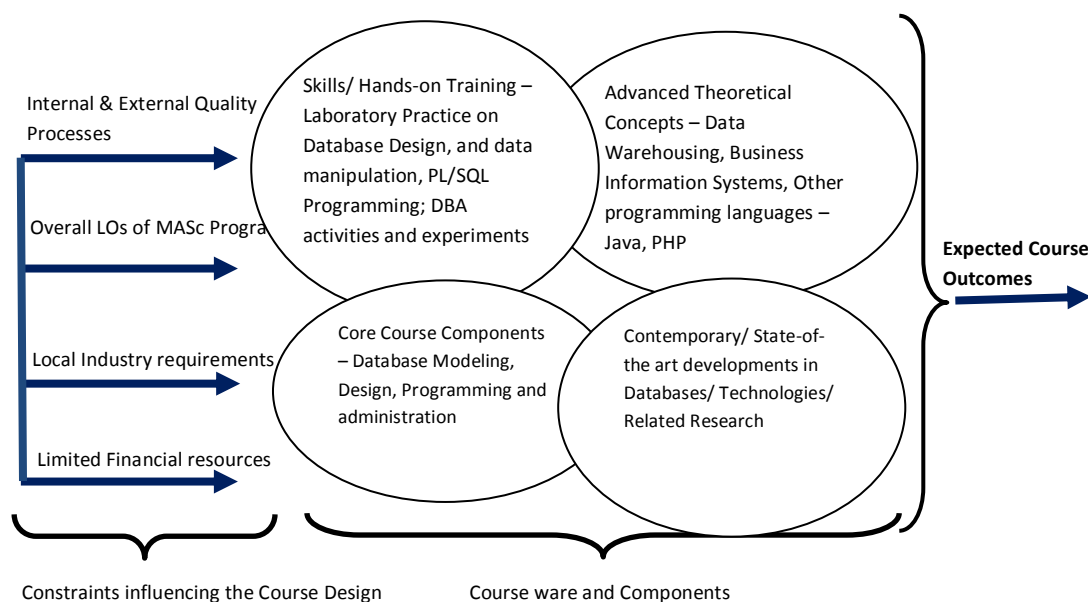 Internal & External Quality
Processes
Overall LOs of MASc Progra
Local Industry requirements
Limited Financial resources
Skills/ Hands-on Training –
Laboratory Practice on
Database Design, and data
manipulation, PL/SQL
Programming; DBA
activities and experiments
Advanced Theoretical
Concepts – Data
Warehousing, Business
Information Systems, Other
programming languages –
Java, PHP
Core Course Components
– Database Modeling,
Design, Programming and
administration
Contemporary/ State-of-
the art developments in
Databases/ Technologies/
Related Research
Expected Course
Outcomes
Constraints influencing the Course Design
Course ware and Components